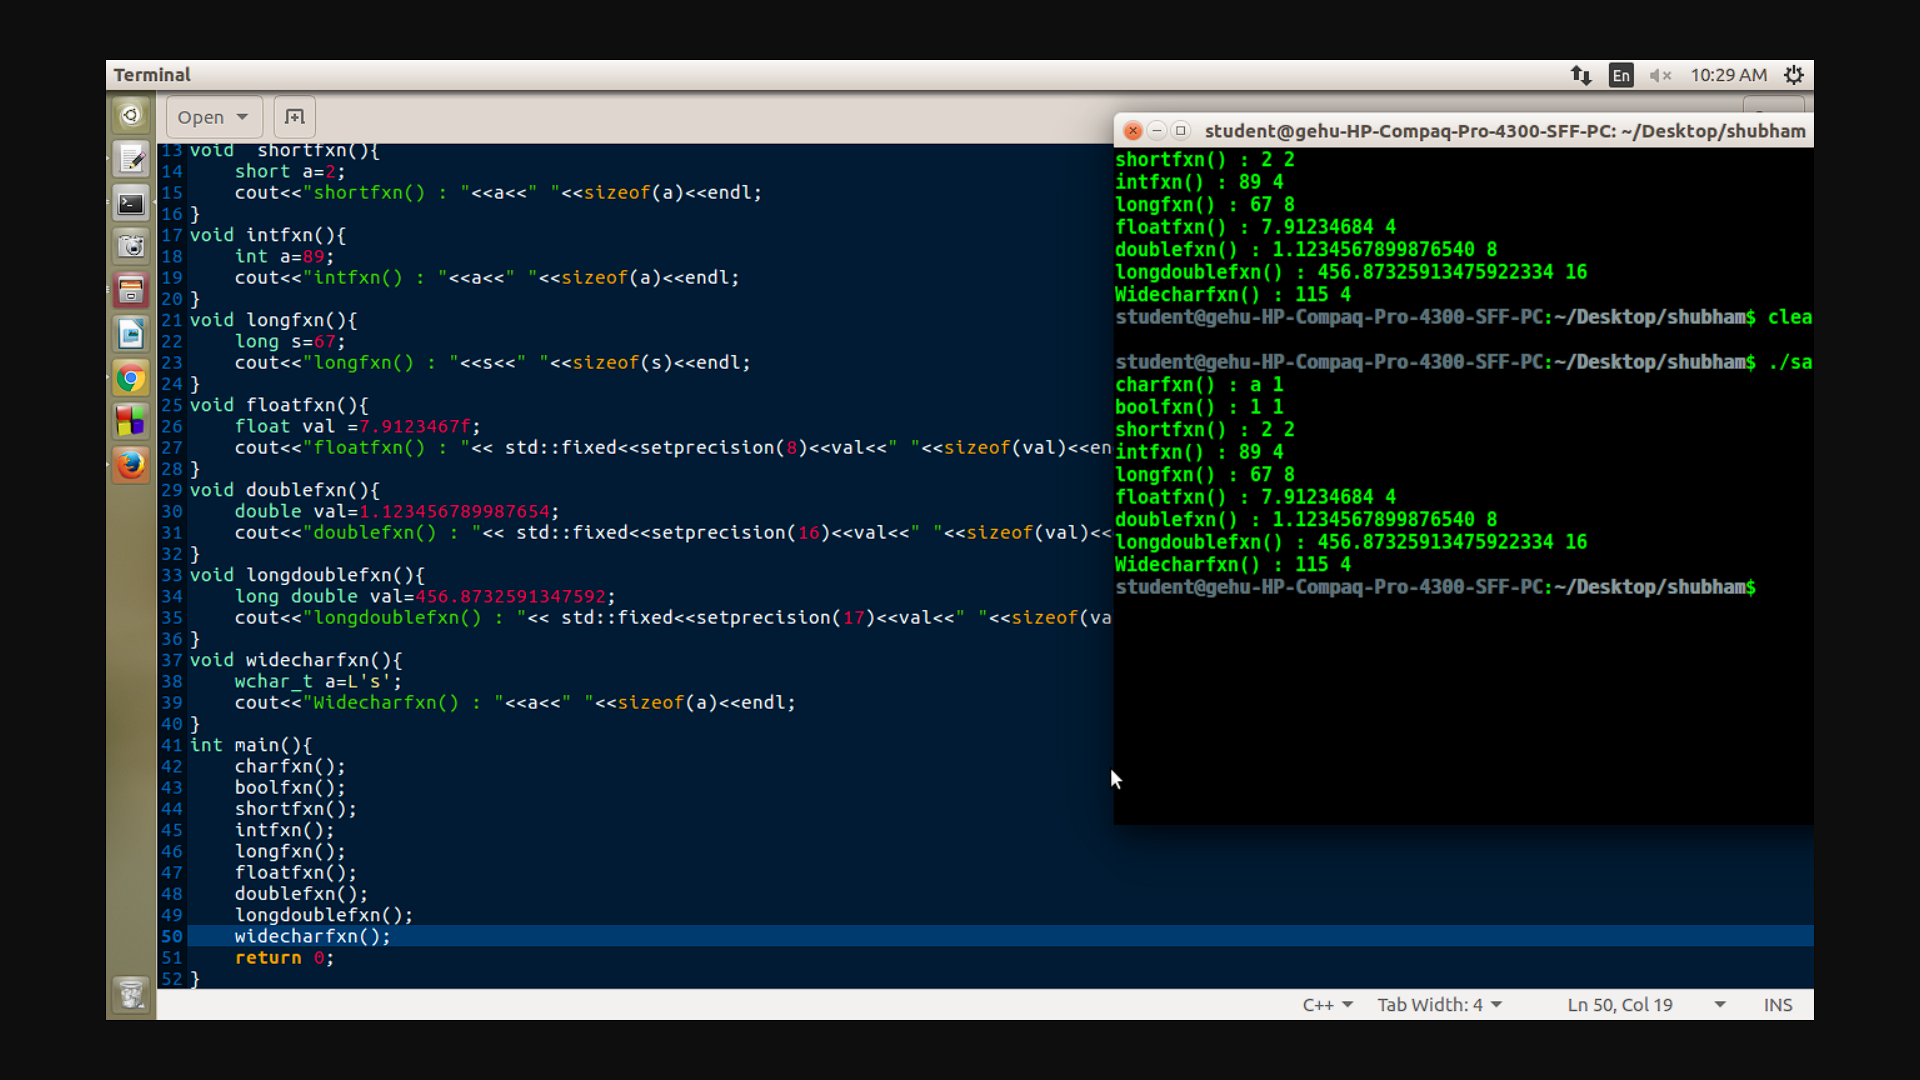 Terminal
En
10:29 AM
Open
13 void  shortfxn(){
14     short a=2;
15     cout<<"shortfxn() : "<<a<<" "<<sizeof(a)<<endl;
16 }
17 void intfxn(){
18     int a=89;
19     cout<<"intfxn() : "<<a<<" "<<sizeof(a)<<endl;
20 }
21 void longfxn(){
22     long s=67;
23     cout<<"longfxn() : "<<s<<" "<<sizeof(s)<<endl;
24 }
25 void floatfxn(){
26     float val =7.9123467f;
27     cout<<"floatfxn() : "<< std::fixed<<setprecision(8)<<val<<" "<<sizeof(val)<<en
28 }
29 void doublefxn(){
30     double val=1.123456789987654;
31     cout<<"doublefxn() : "<< std::fixed<<setprecision(16)<<val<<" "<<sizeof(val)<<
32 }
33 void longdoublefxn(){
34     long double val=456.8732591347592;
35     cout<<"longdoublefxn() : "<< std::fixed<<setprecision(17)<<val<<" "<<sizeof(va
36 }
37 void widecharfxn(){
38     wchar_t a=L's';
39     cout<<"Widecharfxn() : "<<a<<" "<<sizeof(a)<<endl;
40 }
41 int main(){
42     charfxn();
43     boolfxn();
44     shortfxn();
45     intfxn();
46     longfxn();
47     floatfxn();
48     doublefxn();
49     longdoublefxn();
50     widecharfxn();
51     return 0;
52 }
student@gehu-HP-Compaq-Pro-4300-SFF-PC: ~/Desktop/shubham
shortfxn() : 2 2
intfxn() : 89 4
longfxn() : 67 8
floatfxn() : 7.91234684 4
doublefxn() : 1.1234567899876540 8
longdoublefxn() : 456.87325913475922334 16
Widecharfxn() : 115 4
student@gehu-HP-Compaq-Pro-4300-SFF-PC:~/Desktop/shubham$ clea
student@gehu-HP-Compaq-Pro-4300-SFF-PC:~/Desktop/shubham$ ./sa
charfxn() : a 1
boolfxn() : 1 1
shortfxn() : 2 2
intfxn() : 89 4
longfxn() : 67 8
floatfxn() : 7.91234684 4
doublefxn() : 1.1234567899876540 8
longdoublefxn() : 456.87325913475922334 16
Widecharfxn() : 115 4
student@gehu-HP-Compaq-Pro-4300-SFF-PC:~/Desktop/shubham$
C++
Tab Width: 4
Ln 50, Col 19
INS